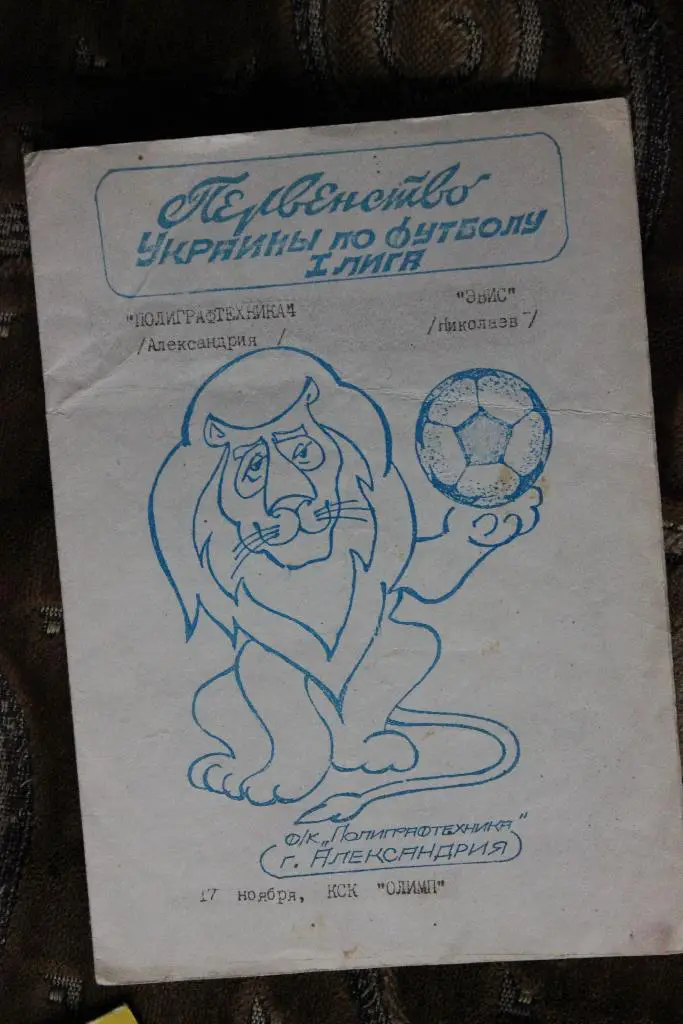 Первенство
Украины по футболу
I лига
"ПОЛИГРАФТЕХНИКА" "ЭВИС"
/Александрия / /Николаев /
Ф/К „Полиграфтехника"
г. Александрия
17 ноября, КСК "ОЛИМП"